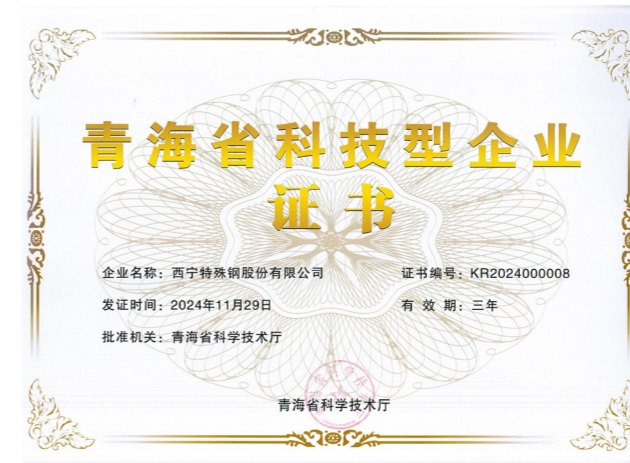 青海省科技型企业
证书
企业名称：西宁特殊钢股份有限公司 证书编号：KR2024000008
发证时间：2024年11月29日 有 效 期：三年
批准机关：青海省科学技术厅
青海省科学技术厅